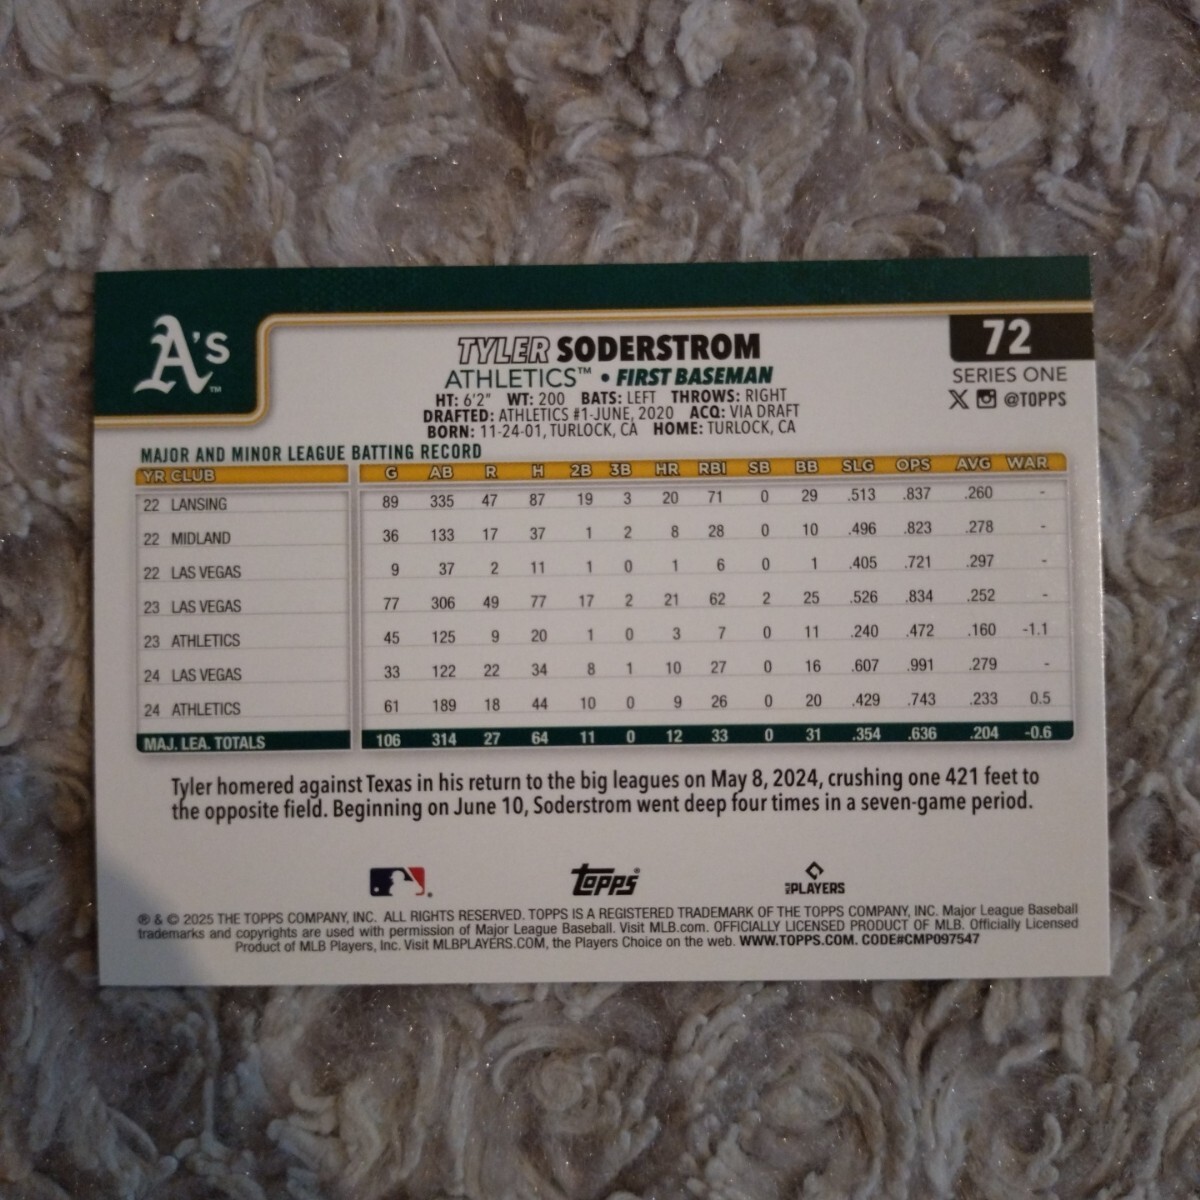 A's™
72
TYLER SODERSTROM
SERIES ONE
ATHLETICS™ • FIRST BASEMAN
@TOPPS
HT: 6'2" WT: 200 BATS: LEFT THROWS: RIGHT
DRAFTED: ATHLETICS #1-JUNE, 2020 ACQ: VIA DRAFT
BORN: 11-24-01, TURLOCK, CA HOME: TURLOCK, CA
MAJOR AND MINOR LEAGUE BATTING RECORD
YR CLUB G AB R H 2B 3B HR RBI SB BB SLG OPS AVG WAR
22 LANSING 89 335 47 87 19 3 20 71 0 29 .513 .837 .260 -
22 MIDLAND 36 133 17 37 1 2 8 28 0 10 .496 .823 .278 -
22 LAS VEGAS 9 37 2 11 1 0 1 6 0 1 .405 .721 .297 -
23 LAS VEGAS 77 306 49 77 17 2 21 62 2 25 .526 .834 .252 -
23 ATHLETICS 45 125 9 20 1 0 3 7 0 11 .240 .472 .160 -1.1
24 LAS VEGAS 33 122 22 34 8 1 10 27 0 16 .607 .991 .279 -
24 ATHLETICS 61 189 18 44 10 0 9 26 0 20 .429 .743 .233 0.5
MAJ. LEA. TOTALS 106 314 27 64 11 0 12 33 0 31 .354 .636 .204 -0.6
Tyler homered against Texas in his return to the big leagues on May 8, 2024, crushing one 421 feet to
the opposite field. Beginning on June 10, Soderstrom went deep four times in a seven-game period.
Topps®
MLB PLAYERS
® & © 2025 THE TOPPS COMPANY, INC. ALL RIGHTS RESERVED. TOPPS IS A REGISTERED TRADEMARK OF THE TOPPS COMPANY, INC. Major League Baseball
trademarks and copyrights are used with permission of Major League Baseball. Visit MLB.com. OFFICIALLY LICENSED PRODUCT OF MLB. Officially Licensed
Product of MLB Players, Inc. Visit MLBPLAYERS.COM, the Players Choice on the web. WWW.TOPPS.COM. CODE#CMP097547